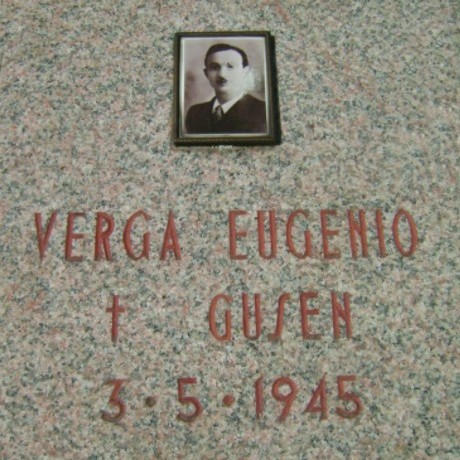 VERGA EUGENIO
† GUSEN
3·5·1945